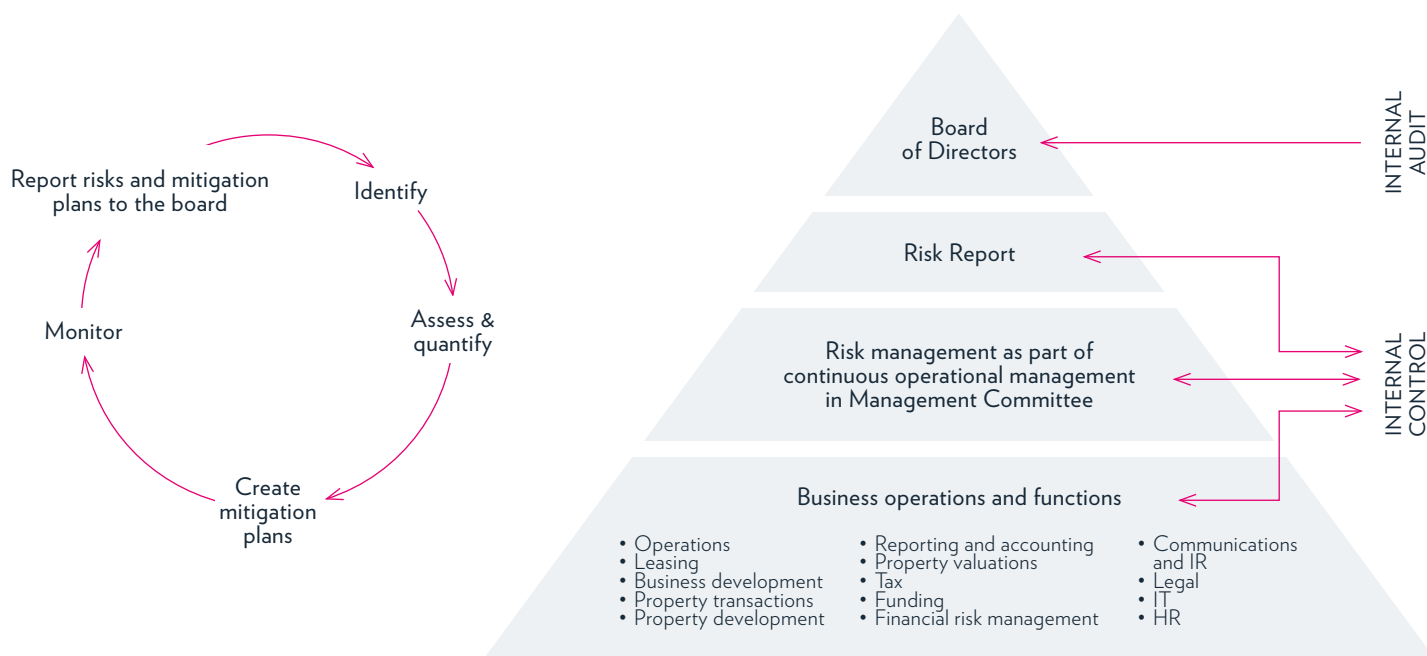 Report risks and mitigation
plans to the board
Identify
Assess &
quantify
Create
mitigation
plans
Monitor
Board
of Directors
Risk Report
Risk management as part of
continuous operational management
in Management Committee
Business operations and functions
• Operations
• Leasing
• Business development
• Property transactions
• Property development
• Reporting and accounting
• Property valuations
• Tax
• Funding
• Financial risk management
• Communications
and IR
• Legal
• IT
• HR
INTERNAL
AUDIT
INTERNAL
CONTROL